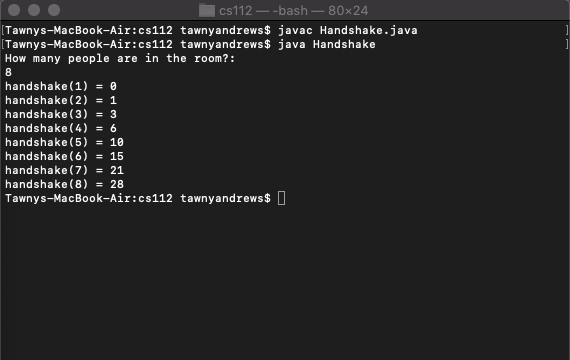 cs112 — -bash — 80×24
[Tawnys-MacBook-Air:cs112 tawnyandrews$ javac Handshake.java ]
[Tawnys-MacBook-Air:cs112 tawnyandrews$ java Handshake ]
How many people are in the room?:
8
handshake(1) = 0
handshake(2) = 1
handshake(3) = 3
handshake(4) = 6
handshake(5) = 10
handshake(6) = 15
handshake(7) = 21
handshake(8) = 28
Tawnys-MacBook-Air:cs112 tawnyandrews$